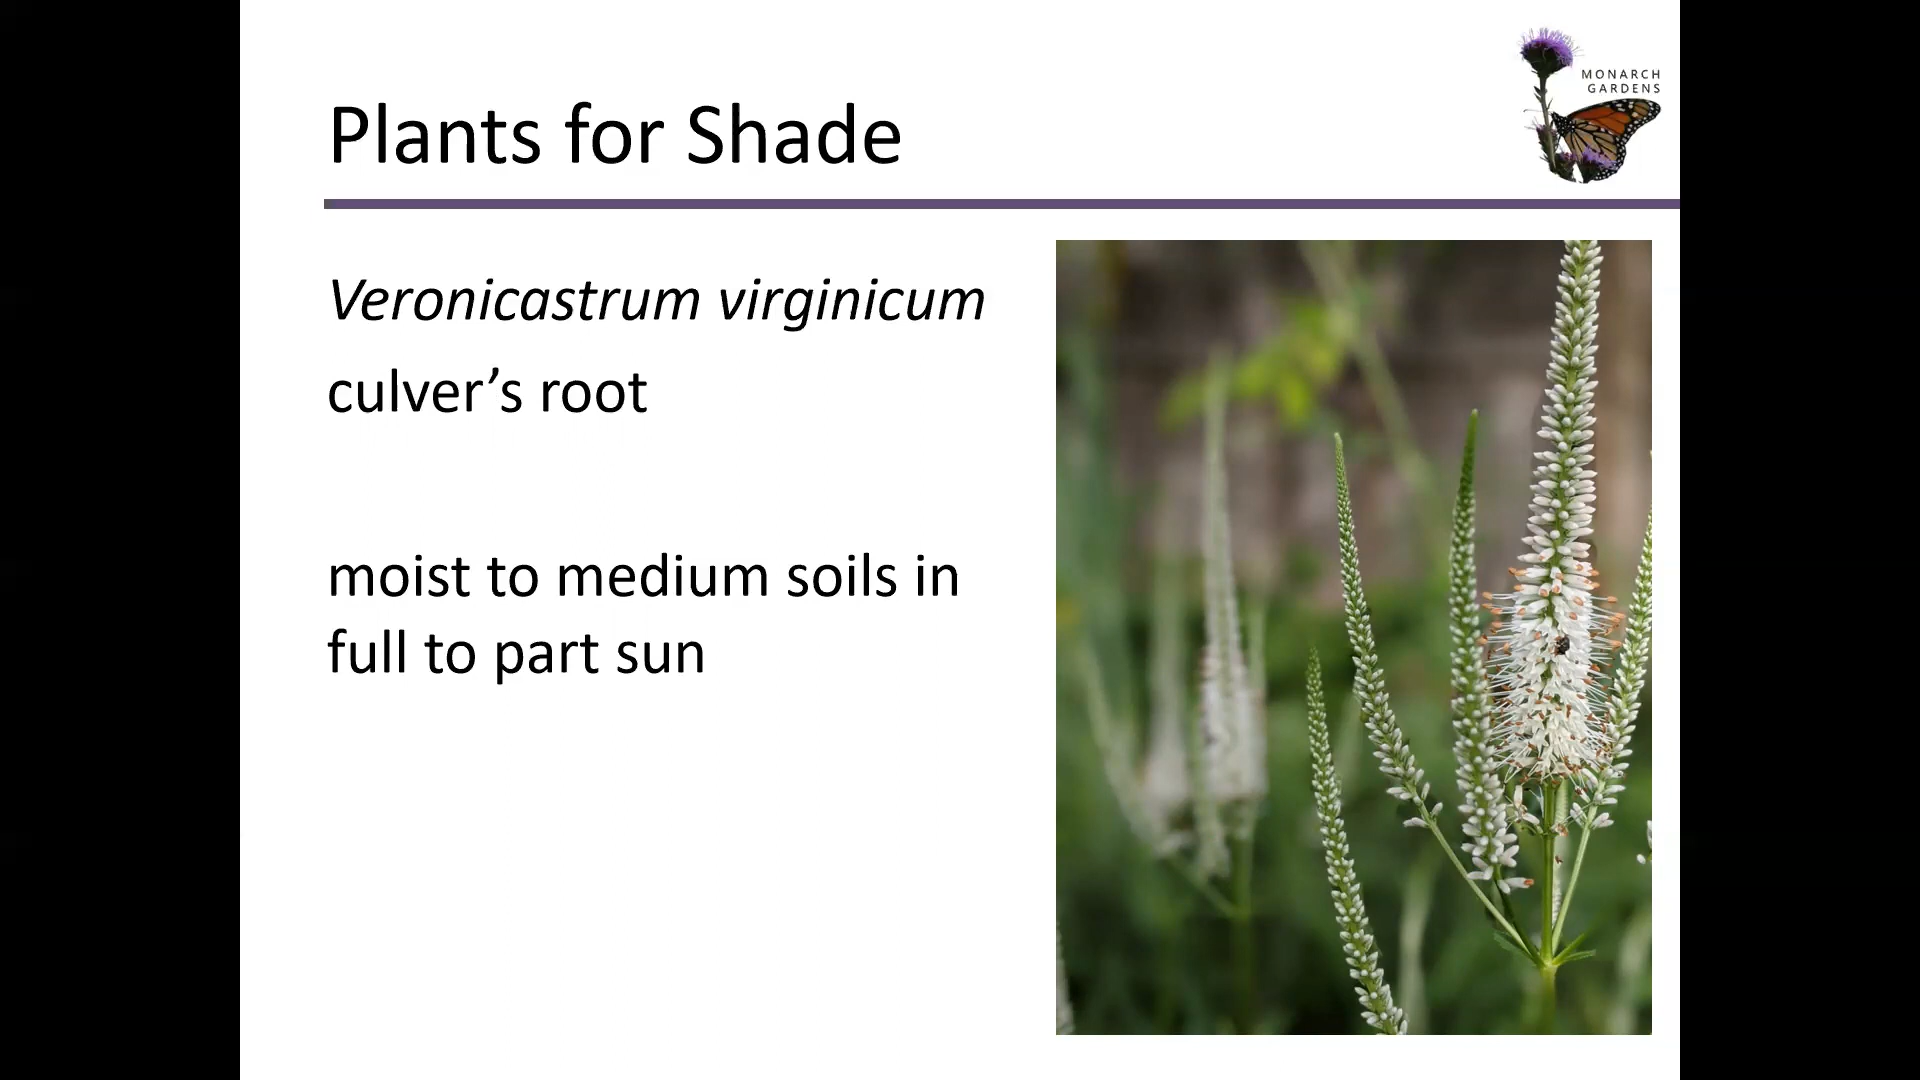 MONARCH
GARDENS
Plants for Shade
Veronicastrum virginicum
culver’s root
moist to medium soils in
full to part sun